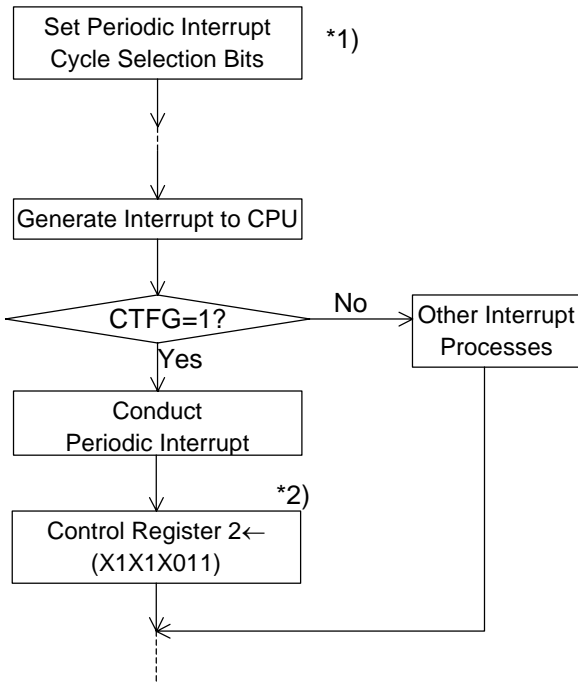 Set Periodic Interrupt
Cycle Selection Bits
*1)
Generate Interrupt to CPU
CTFG=1?
No
Other Interrupt
Processes
Yes
Conduct
Periodic Interrupt
*2)
Control Register 2←
(X1X1X011)